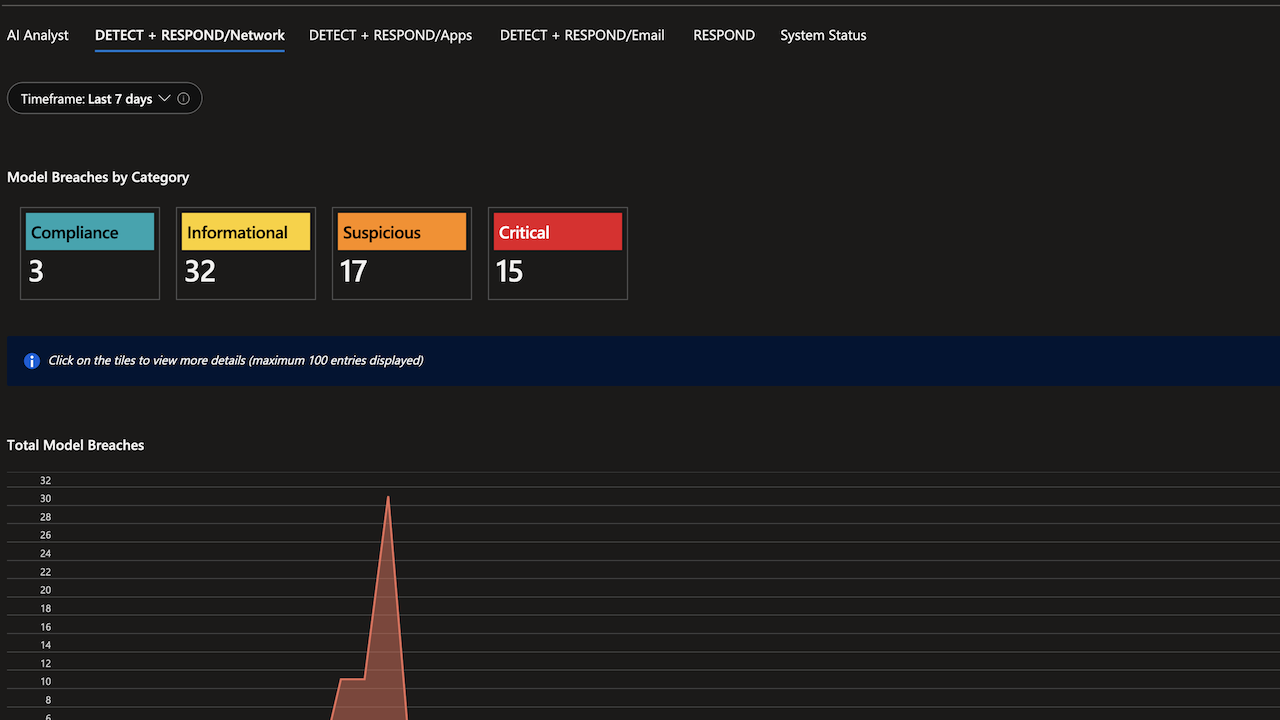 AI Analyst DETECT + RESPOND/Network DETECT + RESPOND/Apps DETECT + RESPOND/Email RESPOND System Status
Timeframe: Last 7 days
Model Breaches by Category
Compliance Informational Suspicious Critical
3 32 17 15
Click on the tiles to view more details (maximum 100 entries displayed)
Total Model Breaches
32
30
28
26
24
22
20
18
16
14
12
10
8
6